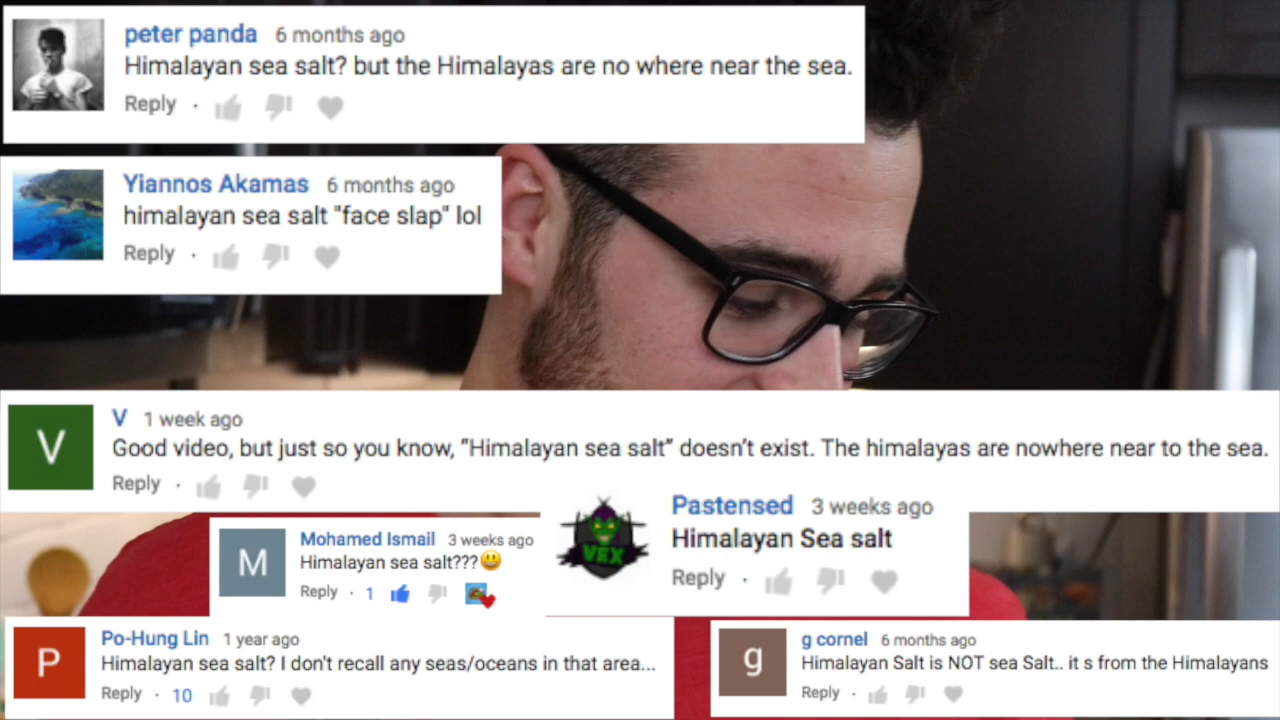 peter panda 6 months ago
Himalayan sea salt? but the Himalayas are no where near the sea.
Reply ·
Yiannos Akamas 6 months ago
himalayan sea salt "face slap" lol
Reply ·
V
V 1 week ago
Good video, but just so you know, “Himalayan sea salt” doesn’t exist. The himalayas are nowhere near to the sea.
Reply ·
VEX
Pastensed 3 weeks ago
Himalayan Sea salt
Reply ·
M
Mohamed Ismail 3 weeks ago
Himalayan sea salt???😃
Reply · 1
P
Po-Hung Lin 1 year ago
Himalayan sea salt? I don't recall any seas/oceans in that area...
Reply · 10
g
g cornel 6 months ago
Himalayan Salt is NOT sea Salt.. it s from the Himalayans
Reply ·